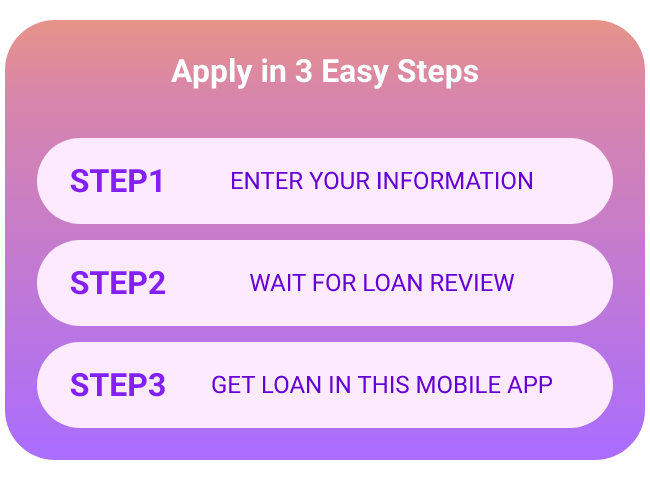 Apply in 3 Easy Steps
STEP1 ENTER YOUR INFORMATION
STEP2 WAIT FOR LOAN REVIEW
STEP3 GET LOAN IN THIS MOBILE APP